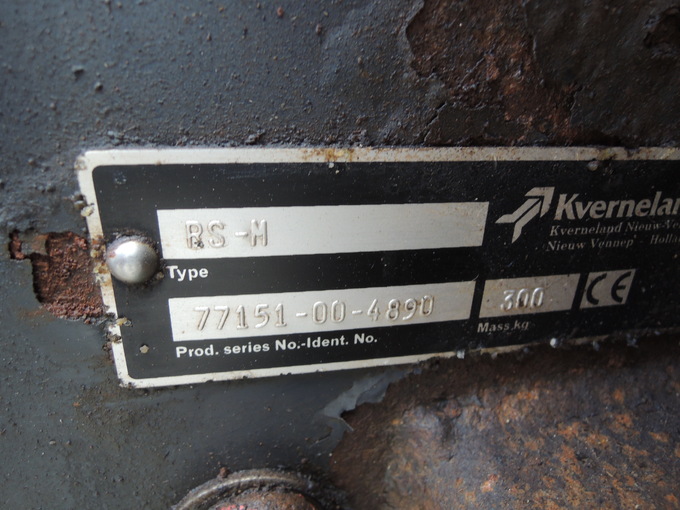 RS-M
Kvernelan
Type
Kverneland Nieuw-Ve
Nieuw Vennep - Holla
77151-00-4890
300
CE
Prod. series No.-Ident. No.
Mass.kg